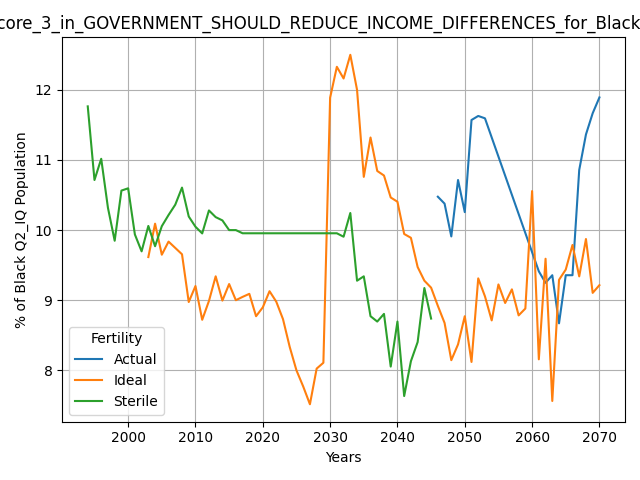 core_3_in_GOVERNMENT_SHOULD_REDUCE_INCOME_DIFFERENCES_for_Black
% of Black Q2_IQ Population
12
11
10
9
8
Fertility
Actual
Ideal
Sterile
2000 2010 2020 2030 2040 2050 2060 2070
Years